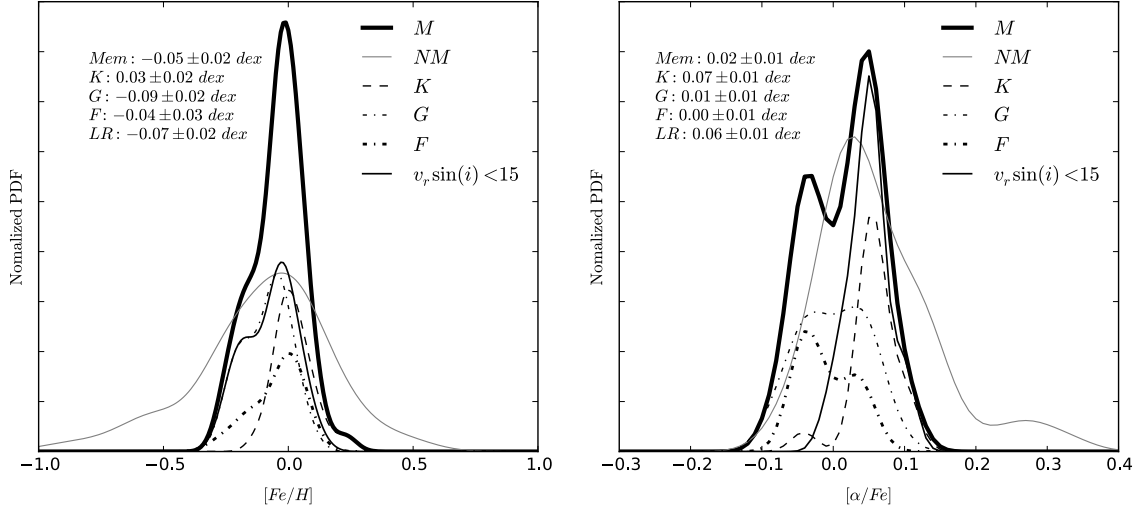 Nomalized PDF
Mem: −0.05±0.02 dex
K: 0.03±0.02 dex
G: −0.09±0.02 dex
F: −0.04±0.03 dex
LR: −0.07±0.02 dex
M
NM
K
G
F
v_r sin(i) <15
−1.0 −0.5 0.0 0.5 1.0
[Fe/H]
Nomalized PDF
Mem: 0.02±0.01 dex
K: 0.07±0.01 dex
G: 0.01±0.01 dex
F: 0.00±0.01 dex
LR: 0.06±0.01 dex
M
NM
K
G
F
v_r sin(i) <15
−0.3 −0.2 −0.1 0.0 0.1 0.2 0.3 0.4
[α/Fe]